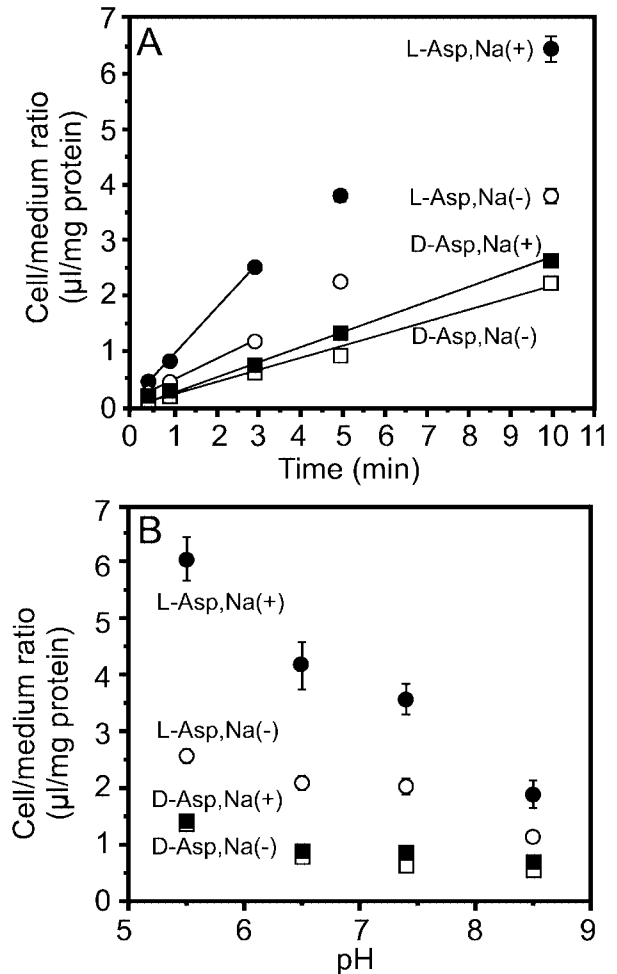 A
7
6
5
4
3
2
1
0
Cell/medium ratio
(µl/mg protein)
L-Asp,Na(+)
L-Asp,Na(-)
D-Asp,Na(+)
D-Asp,Na(-)
0 1 2 3 4 5 6 7 8 9 10 11
Time (min)
B
7
6
5
4
3
2
1
0
Cell/medium ratio
(µl/mg protein)
L-Asp,Na(+)
L-Asp,Na(-)
D-Asp,Na(+)
D-Asp,Na(-)
5 6 7 8 9
pH